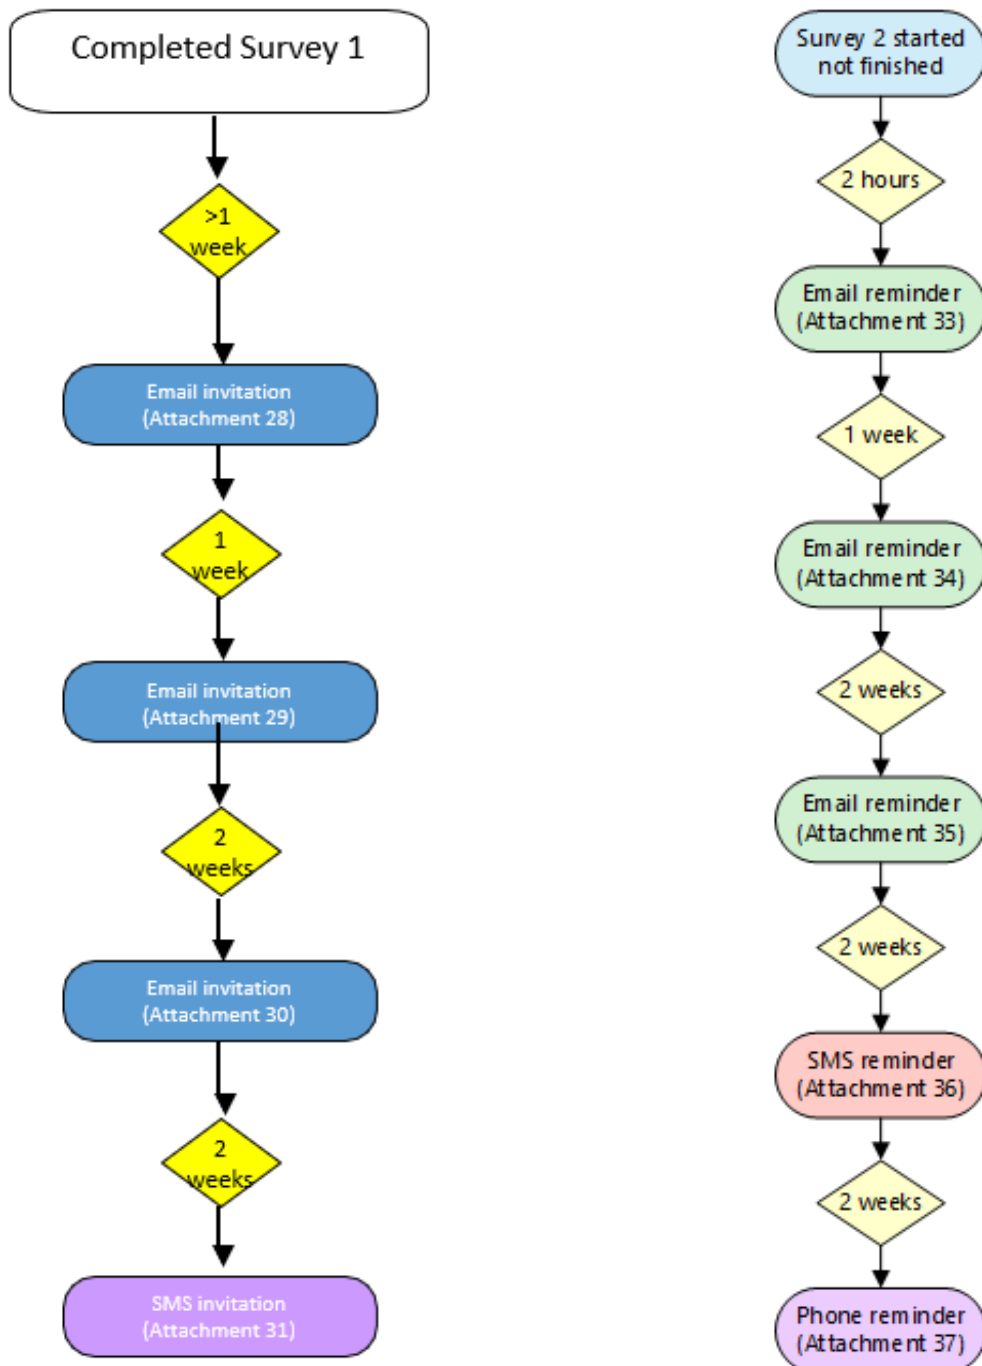 Completed Survey 1
>1
week
Email invitation
(Attachment 28)
1
week
Email invitation
(Attachment 29)
2
weeks
Email invitation
(Attachment 30)
2
weeks
SMS invitation
(Attachment 31)
Survey 2 started
not finished
2 hours
Email reminder
(Attachment 33)
1 week
Email reminder
(Attachment 34)
2 weeks
Email reminder
(Attachment 35)
2 weeks
SMS reminder
(Attachment 36)
2 weeks
Phone reminder
(Attachment 37)